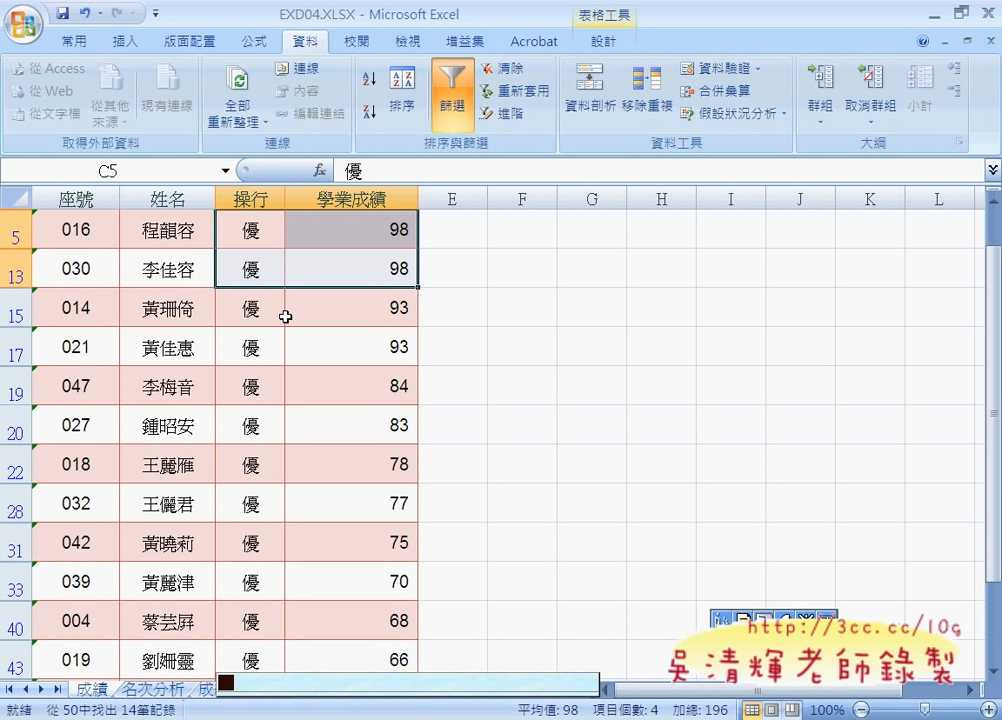 EXD04.XLSX - Microsoft Excel
表格工具
常用 插入 版面配置 公式 資料 校閱 檢視 增益集 Acrobat 設計
從 Access
從 Web
從文字檔
從其他來源
現有連線
取得外部資料
全部重新整理
連線
內容
編輯連結
連線
排序
篩選
清除
重新套用
進階
排序與篩選
資料剖析
移除重複
資料驗證
合併彙算
假設狀況分析
資料工具
群組
取消群組
小計
大綱
C5 fx 優
座號 姓名 操行 學業成績 E F G H I J K L
5 016 程韻容 優 98
13 030 李佳容 優 98
15 014 黃珊倚 優 93
17 021 黃佳惠 優 93
19 047 李梅音 優 84
20 027 鍾昭安 優 83
22 018 王麗雁 優 78
28 032 王儷君 優 77
31 042 黃曉莉 優 75
33 039 黃麗津 優 70
40 004 蔡芸屏 優 68
43 019 劉姍靈 優 66
http://3cc.cc/10g
吳清輝老師錄製
成績 名次分析 成
就緒 從 50中找出 14筆記錄 平均值: 98 項目個數: 4 加總: 196 100%